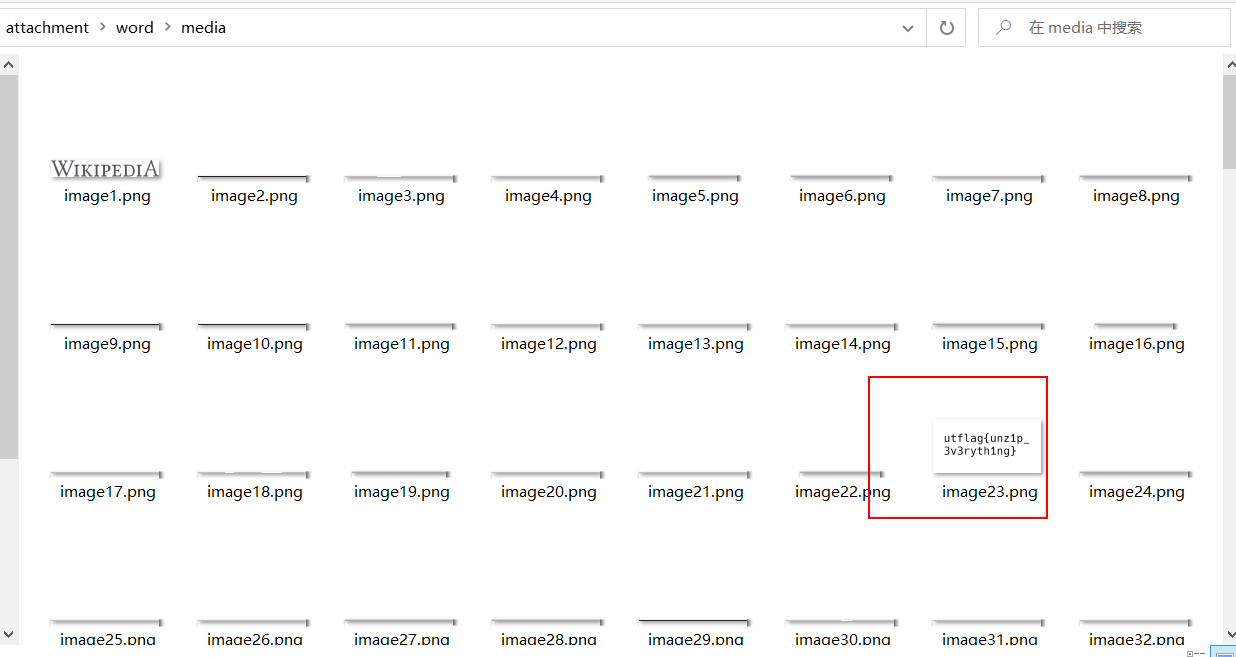 attachment > word > media
在 media 中搜索
WIKIPEDIA
image1.png image2.png image3.png image4.png image5.png image6.png image7.png image8.png
image9.png image10.png image11.png image12.png image13.png image14.png image15.png image16.png
utflag{unz1p_
3v3ryth1ng}
image17.png image18.png image19.png image20.png image21.png image22.png image23.png image24.png
image25.png image26.png image27.png image28.png image29.png image30.png image31.png image32.png